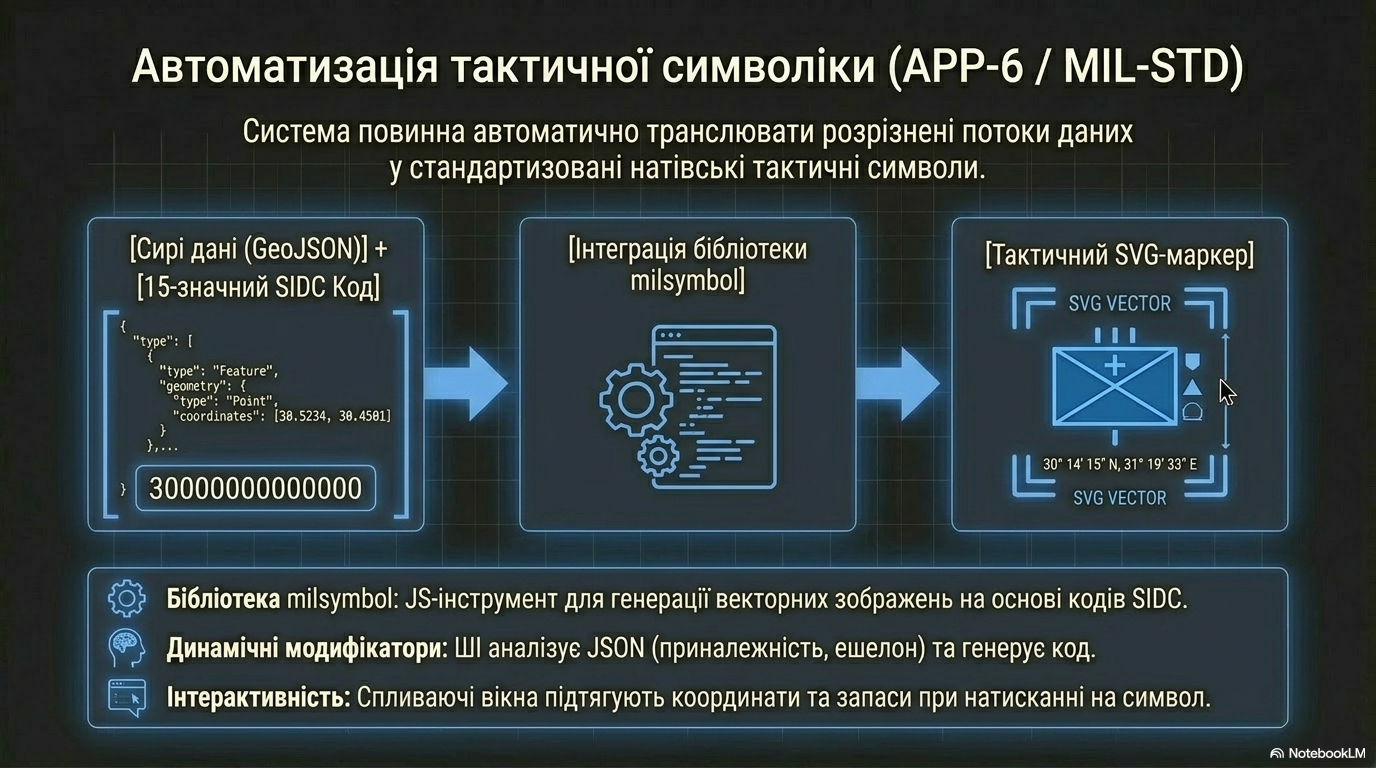 Автоматизація тактичної символіки (APP-6 / MIL-STD)
Система повинна автоматично транслювати розрізнені потоки даних
у стандартизовані натівські тактичні символи.
[Сирі дані (GeoJSON)] +
[15-значний SIDC Код]
{
"type": [
{
"type": "Feature",
"geometry": {
"type": "Point",
"coordinates": [30.5234, 30.4501]
}
},...
}
30000000000000
[Інтеграція бібліотеки
milsymbol]
[Тактичний SVG-маркер]
SVG VECTOR
30° 14' 15" N, 31° 19' 33" E
SVG VECTOR
Бібліотека milsymbol: JS-інструмент для генерації векторних зображень на основі кодів SIDC.
Динамічні модифікатори: ШІ аналізує JSON (приналежність, ешелон) та генерує код.
Інтерактивність: Спливаючі вікна підтягують координати та запаси при натисканні на символ.
NotebookLM